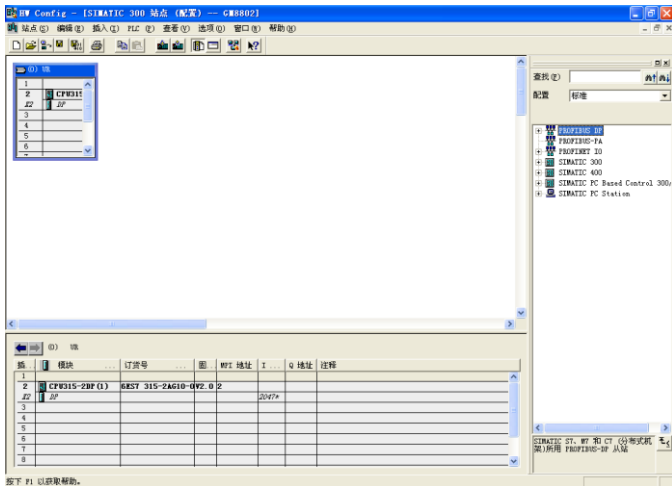 HW Config - [SIMATIC 300 站点 (配置) -- GM8802]
站点(S) 编辑(E) 插入(I) PLC (P) 查看(V) 选项(O) 窗口(W) 帮助(H)
查找(F)
配置 标准
(0) UR
1
2 CPU315
X2 DP
3
4
5
6
PROFIBUS DP
PROFIBUS-PA
PROFINET IO
SIMATIC 300
SIMATIC 400
SIMATIC PC Based Control 300/
SIMATIC PC Station
(0) UR
插... 模块 ... 订货号 ... 固... MPI 地址 I ... Q 地址 注释
1
2 CPU315-2DP(1) 6ES7 315-2AG10-0 V2.0 2
X2 DP 2047*
3
4
5
6
7
8
SIMATIC S7、M7 和 C7 (分布式机架)所用 PROFIBUS-DP 从站
按下 F1 以获取帮助。